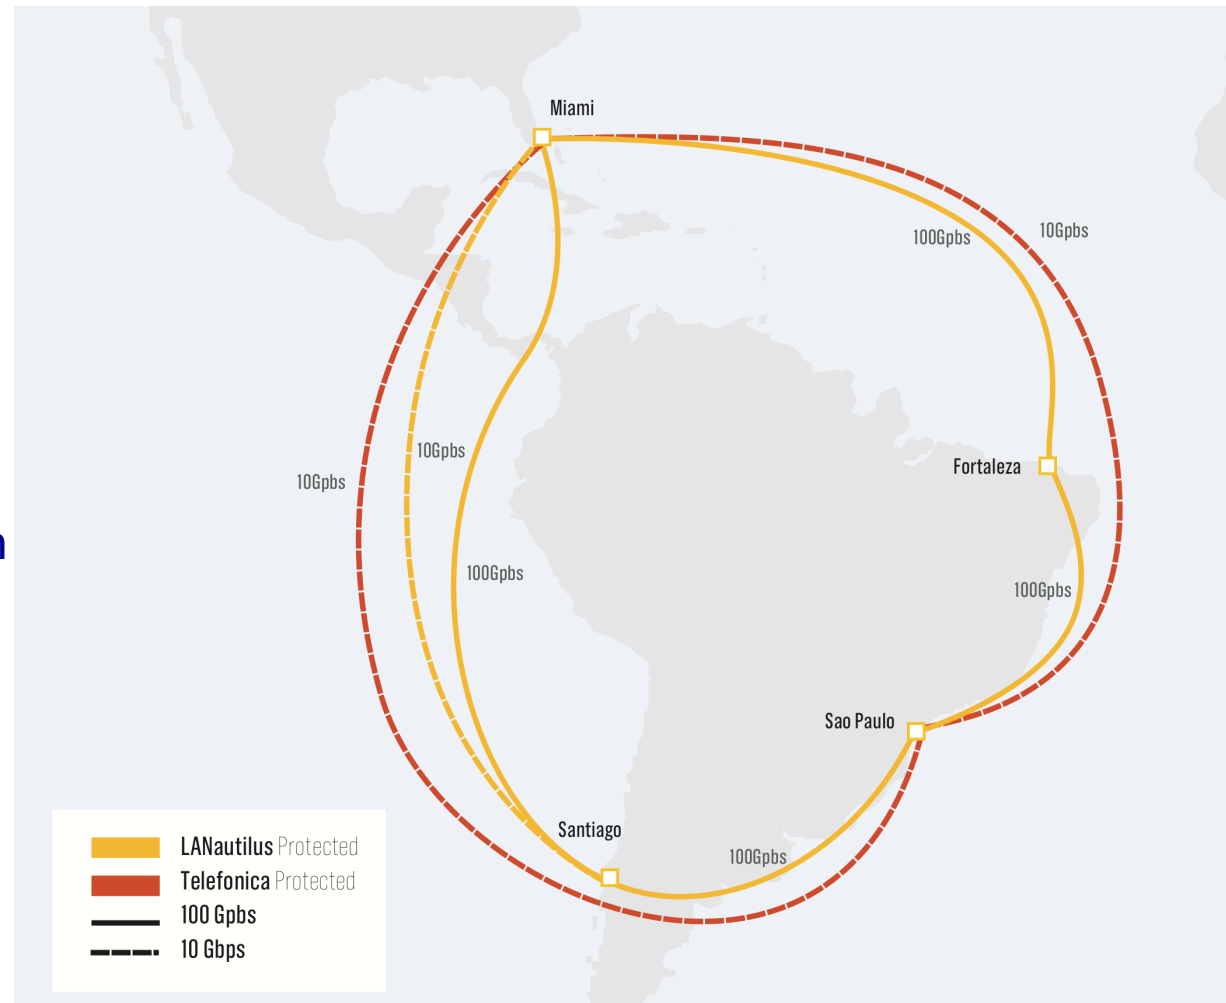 Miami
10Gpbs
100Gpbs
10Gpbs
Fortaleza
10Gpbs
100Gpbs
100Gpbs
Sao Paulo
Santiago
100Gpbs
LANautilus Protected
Telefonica Protected
100 Gpbs
10 Gbps